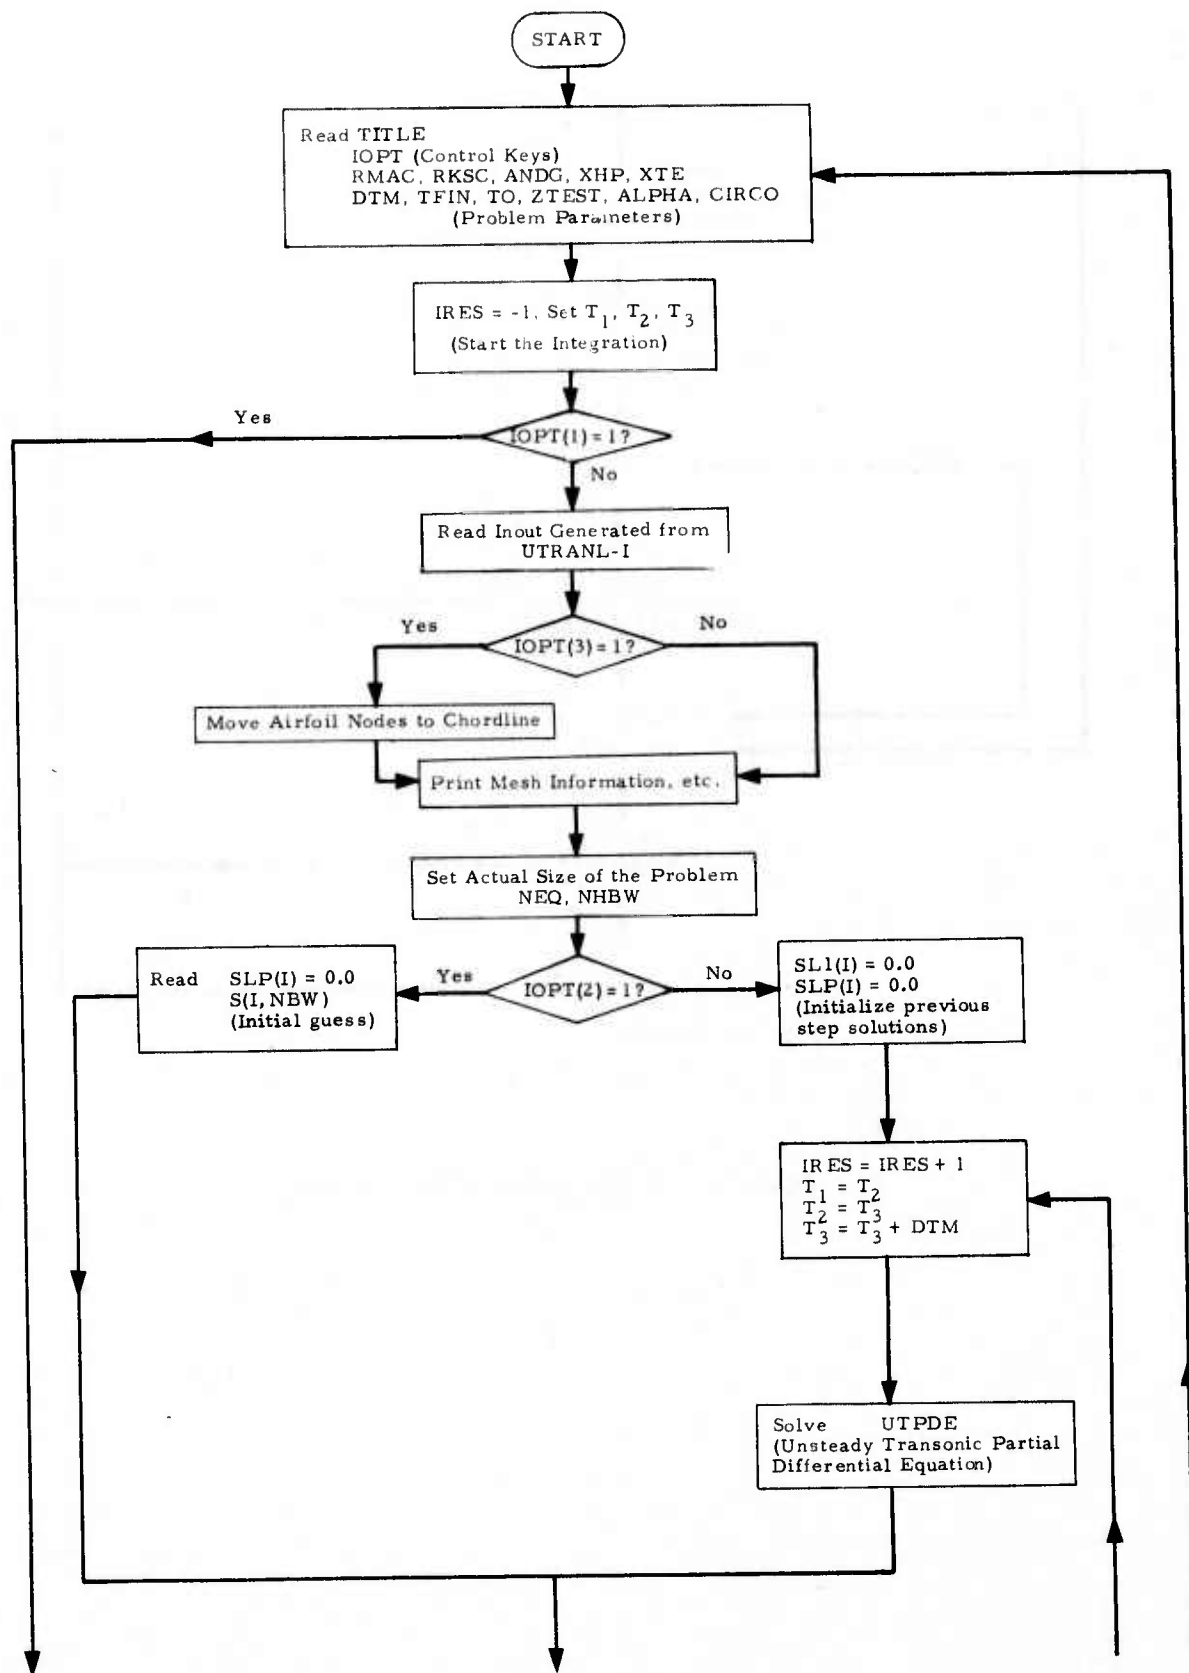 START
Read TITLE
IOPT (Control Keys)
RMAC, RKSC, ANDG, XHP, XTE
DTM, TFIN, TO, ZTEST, ALPHA, CIRCO
(Problem Parameters)
IRES = -1, Set T1, T2, T3
(Start the Integration)
Yes
IOPT(1) = 1?
No
Read Inout Generated from
UTRANL-I
Yes
IOPT(3) = 1?
No
Move Airfoil Nodes to Chordline
Print Mesh Information, etc.
Set Actual Size of the Problem
NEQ, NHBW
Read SLP(I) = 0.0
S(I, NBW)
(Initial guess)
Yes
IOPT(2) = 1?
No
SL1(I) = 0.0
SLP(I) = 0.0
(Initialize previous
step solutions)
IRES = IRES + 1
T1 = T2
T2 = T3
T3 = T3 + DTM
Solve UTPDE
(Unsteady Transonic Partial
Differential Equation)